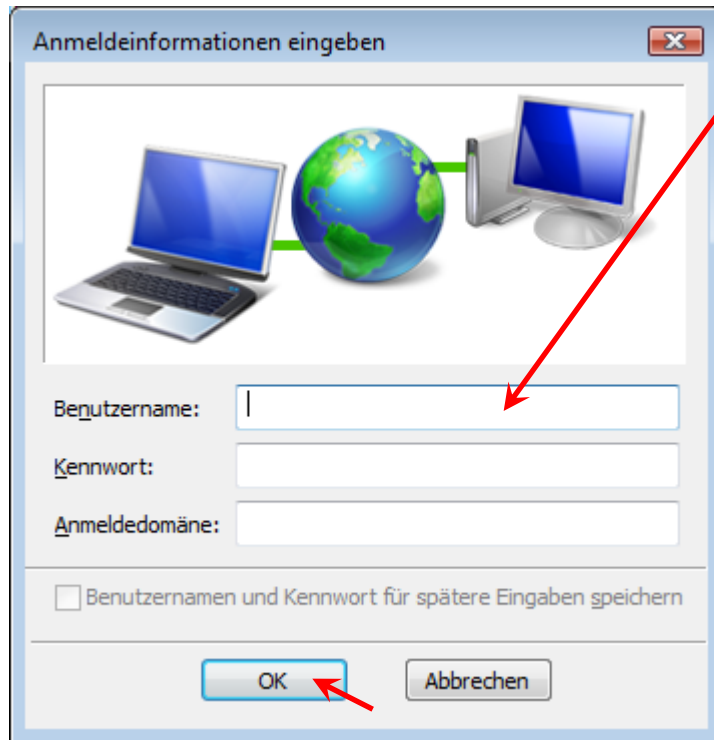 Anmeldeinformationen eingeben
Benutzername:
Kennwort:
Anmeldedomäne:
Benutzernamen und Kennwort für spätere Eingaben speichern
OK Abbrechen